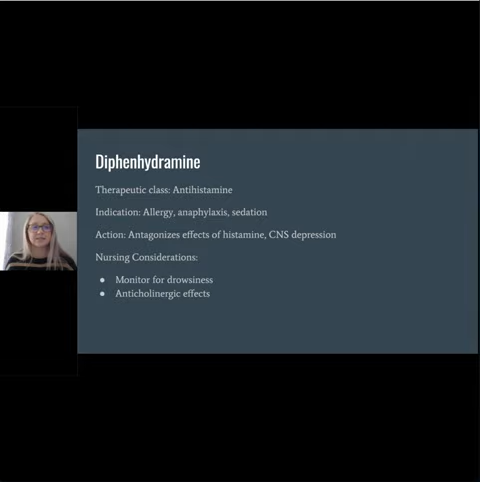 Diphenhydramine
Therapeutic class: Antihistamine
Indication: Allergy, anaphylaxis, sedation
Action: Antagonizes effects of histamine, CNS depression
Nursing Considerations:
● Monitor for drowsiness
● Anticholinergic effects